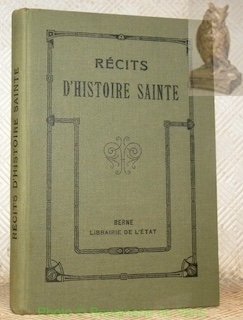 RÉCITS
D'HISTOIRE SAINTE
BERNE
LIBRAIRIE DE L'ÉTAT
RÉCITS D'HISTOIRE SAINTE